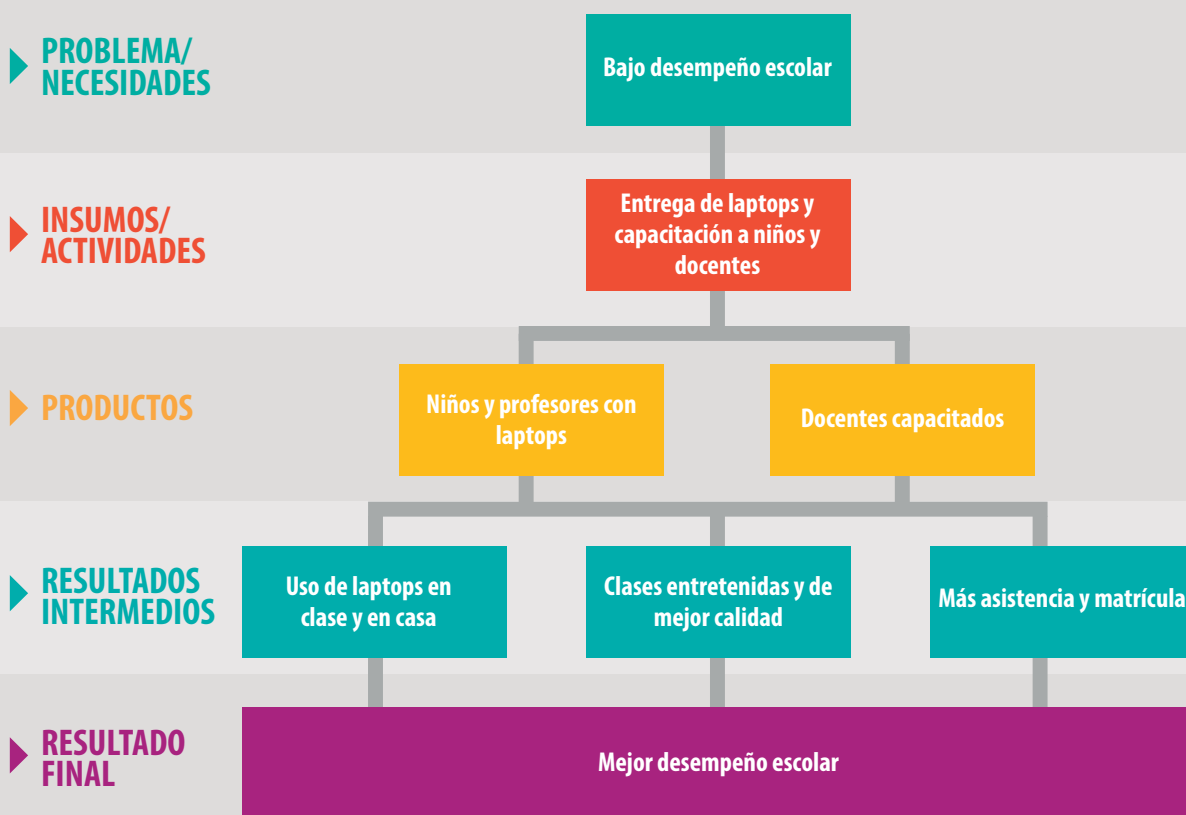 PROBLEMA/
NECESIDADES
Bajo desempeño escolar
INSUMOS/
ACTIVIDADES
Entrega de laptops y
capacitación a niños y
docentes
PRODUCTOS
Niños y profesores con
laptops
Docentes capacitados
RESULTADOS
INTERMEDIOS
Uso de laptops en
clase y en casa
Clases entretenidas y de
mejor calidad
Más asistencia y matrícula
RESULTADO
FINAL
Mejor desempeño escolar